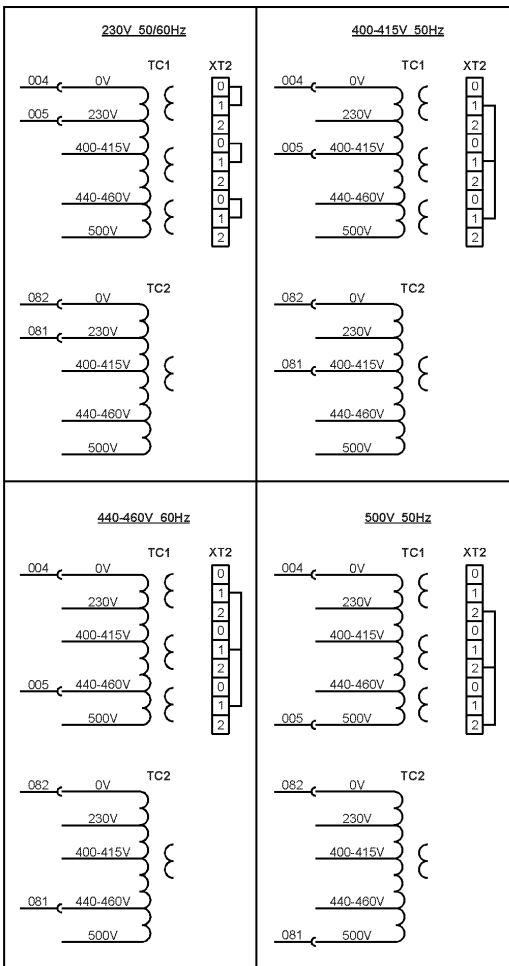 230V 50/60Hz
TC1 XT2
004 0V 0
1
005 230V 2
0
400-415V 1
2
0
440-460V 1
500V 2
TC2
082 0V
081 230V
400-415V
440-460V
500V
400-415V 50Hz
TC1 XT2
004 0V 0
1
230V 2
0
005 400-415V 1
2
0
440-460V 1
500V 2
TC2
082 0V
230V
081 400-415V
440-460V
500V
440-460V 60Hz
TC1 XT2
004 0V 0
1
230V 2
0
400-415V 1
2
005 440-460V 0
1
500V 2
TC2
082 0V
230V
400-415V
081 440-460V
500V
500V 50Hz
TC1 XT2
004 0V 0
1
230V 2
0
400-415V 1
2
440-460V 0
1
005 500V 2
TC2
082 0V
230V
400-415V
440-460V
081 500V